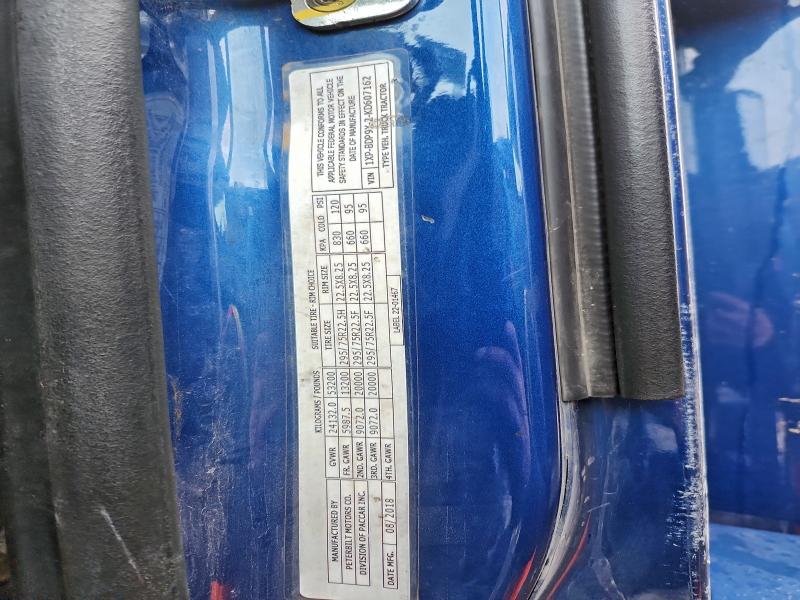 MANUFACTURED BY
PETERBILT MOTORS CO.
DIVISION OF PACCAR INC.
DATE MFG. 08/2018
KILOGRAMS / POUNDS
GVWR 24132.0 53200
FR. GAWR 5987.5 13200
2ND. GAWR 9072.0 20000
3RD. GAWR 9072.0 20000
4TH. GAWR
SUITABLE TIRE - RIM CHOICE
TIRE SIZE RIM SIZE KPA COLD PSI
295/75R22.5H 22.5X8.25 830 120
295/75R22.5F 22.5X8.25 660 95
295/75R22.5F 22.5X8.25 660 95
LABEL 22-01467
THIS VEHICLE CONFORMS TO ALL
APPLICABLE FEDERAL MOTOR VEHICLE
SAFETY STANDARDS IN EFFECT ON THE
DATE OF MANUFACTURE.
VIN 1XP-BDP9X-2-KD607162
TYPE VEH. TRUCK TRACTOR